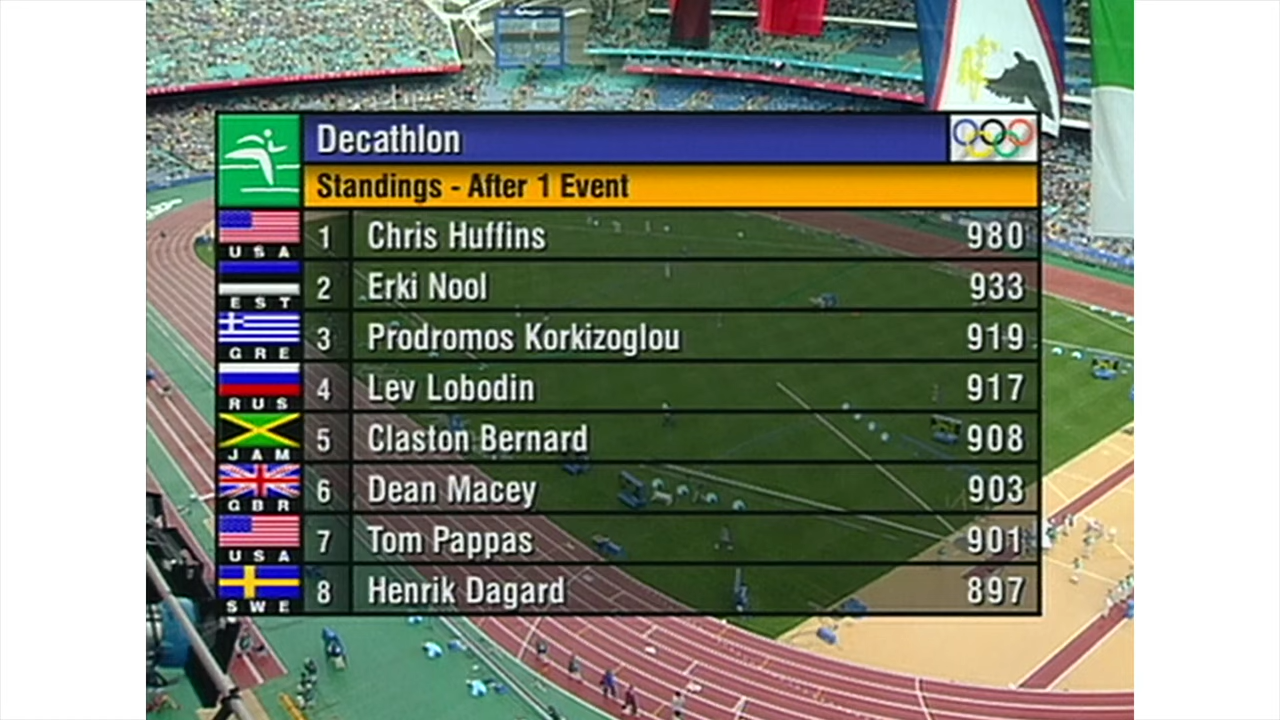 Decathlon
Standings - After 1 Event
USA 1 Chris Huffins 980
EST 2 Erki Nool 933
GRE 3 Prodromos Korkizoglou 919
RUS 4 Lev Lobodin 917
JAM 5 Claston Bernard 908
GBR 6 Dean Macey 903
USA 7 Tom Pappas 901
SWE 8 Henrik Dagard 897